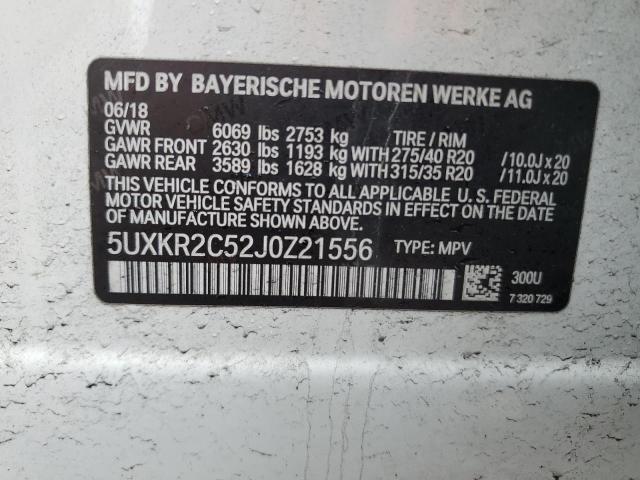 MFD BY BAYERISCHE MOTOREN WERKE AG
06/18
GVWR 6069 lbs 2753 kg TIRE / RIM
GAWR FRONT 2630 lbs 1193 kg WITH 275/40 R20 /10.0J x 20
GAWR REAR 3589 lbs 1628 kg WITH 315/35 R20 /11.0J x 20
THIS VEHICLE CONFORMS TO ALL APPLICABLE U. S. FEDERAL
MOTOR VEHICLE SAFETY STANDARDS IN EFFECT ON THE DATE OF
MANUFACTURE SHOWN ABOVE.
5UXKR2C52J0Z21556 TYPE: MPV
300U
7 320 729